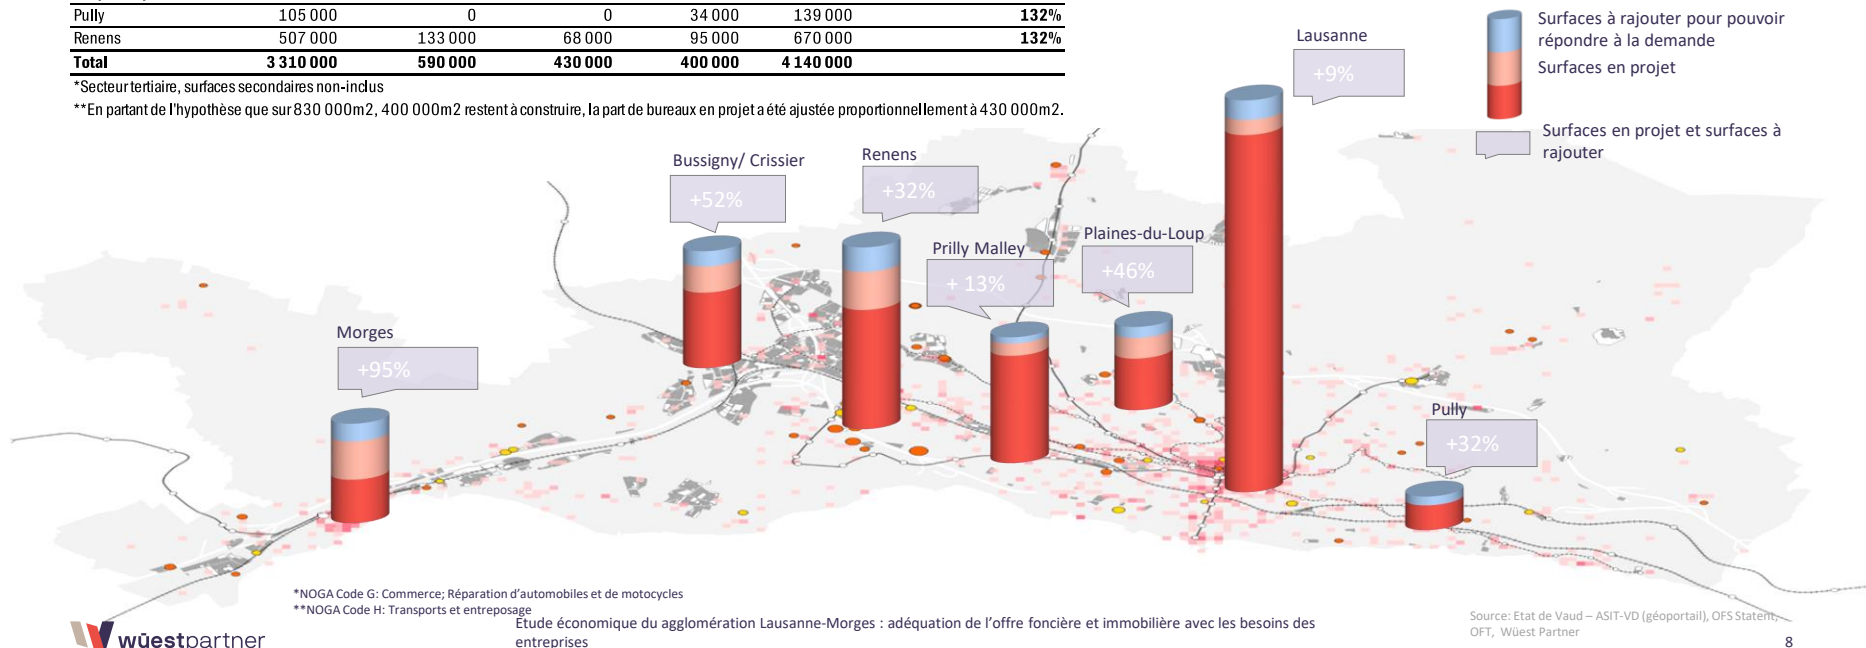 Pully 105 000 0 0 34 000 139 000 132%
Renens 507 000 133 000 68 000 95 000 670 000 132%
Total 3 310 000 590 000 430 000 400 000 4 140 000
*Secteur tertiaire, surfaces secondaires non-inclus
**En partant de l'hypothèse que sur 830 000m2, 400 000m2 restent à construire, la part de bureaux en projet a été ajustée proportionnellement à 430 000m2.
Surfaces à rajouter pour pouvoir
répondre à la demande
Surfaces en projet
Surfaces en projet et surfaces à
rajouter
Lausanne
+9%
Bussigny/ Crissier
+52%
Renens
+32%
Prilly Malley
+ 13%
Plaines-du-Loup
+46%
Morges
+95%
Pully
+32%
*NOGA Code G: Commerce; Réparation d'automobiles et de motocycles
**NOGA Code H: Transports et entreposage
wüestpartner
Etude économique du agglomération Lausanne-Morges : adéquation de l'offre foncière et immobilière avec les besoins des
entreprises
Source: Etat de Vaud – ASIT-VD (géoportail), OFS Statent,
OFT, Wüest Partner
8